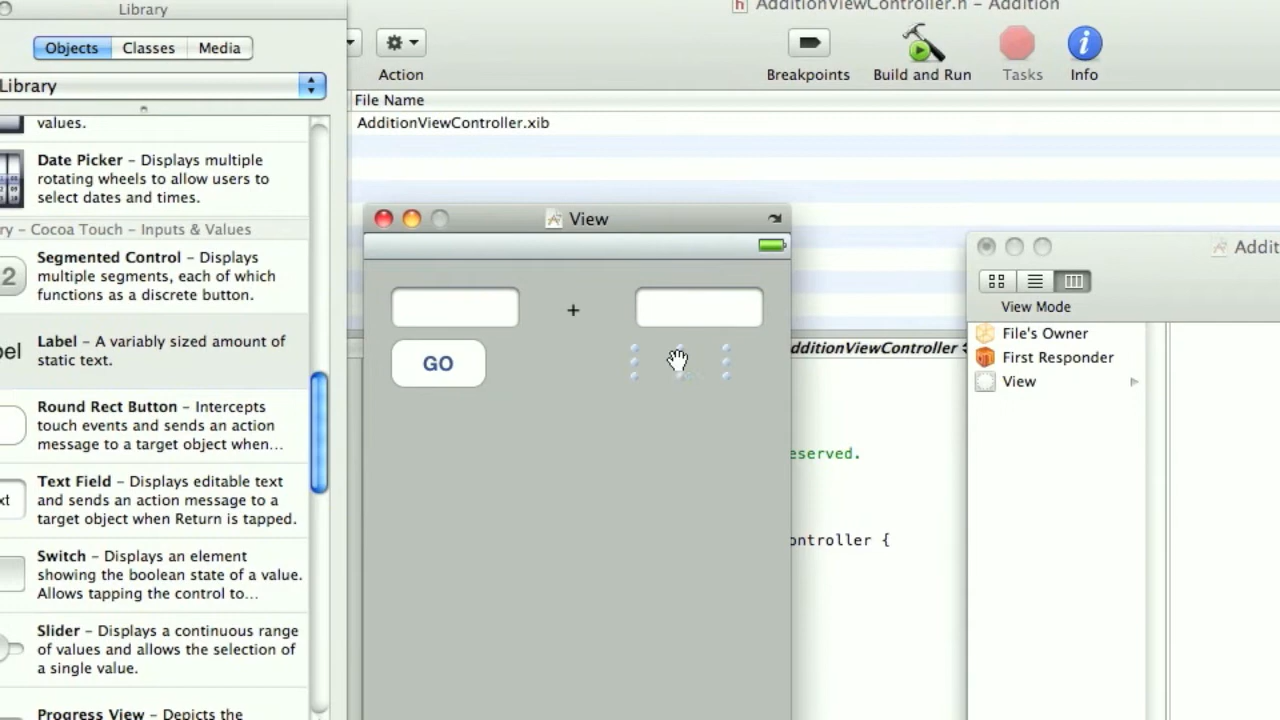 Library
Objects
Classes
Media
Library
values.
Date Picker – Displays multiple
rotating wheels to allow users to
select dates and times.
ry – Cocoa Touch – Inputs & Values
2
Segmented Control – Displays
multiple segments, each of which
functions as a discrete button.
el
Label – A variably sized amount of
static text.
Round Rect Button – Intercepts
touch events and sends an action
message to a target object when…
xt
Text Field – Displays editable text
and sends an action message to a
target object when Return is tapped.
Switch – Displays an element
showing the boolean state of a value.
Allows tapping the control to…
Slider – Displays a continuous range
of values and allows the selection of
a single value.
Progress View – Depicts the
h AdditionViewController.h – Addition
Action
Breakpoints
Build and Run
Tasks
Info
File Name
AdditionViewController.xib
View
+
GO
dditionViewController
eserved.
ontroller {
Additi
View Mode
File's Owner
First Responder
View